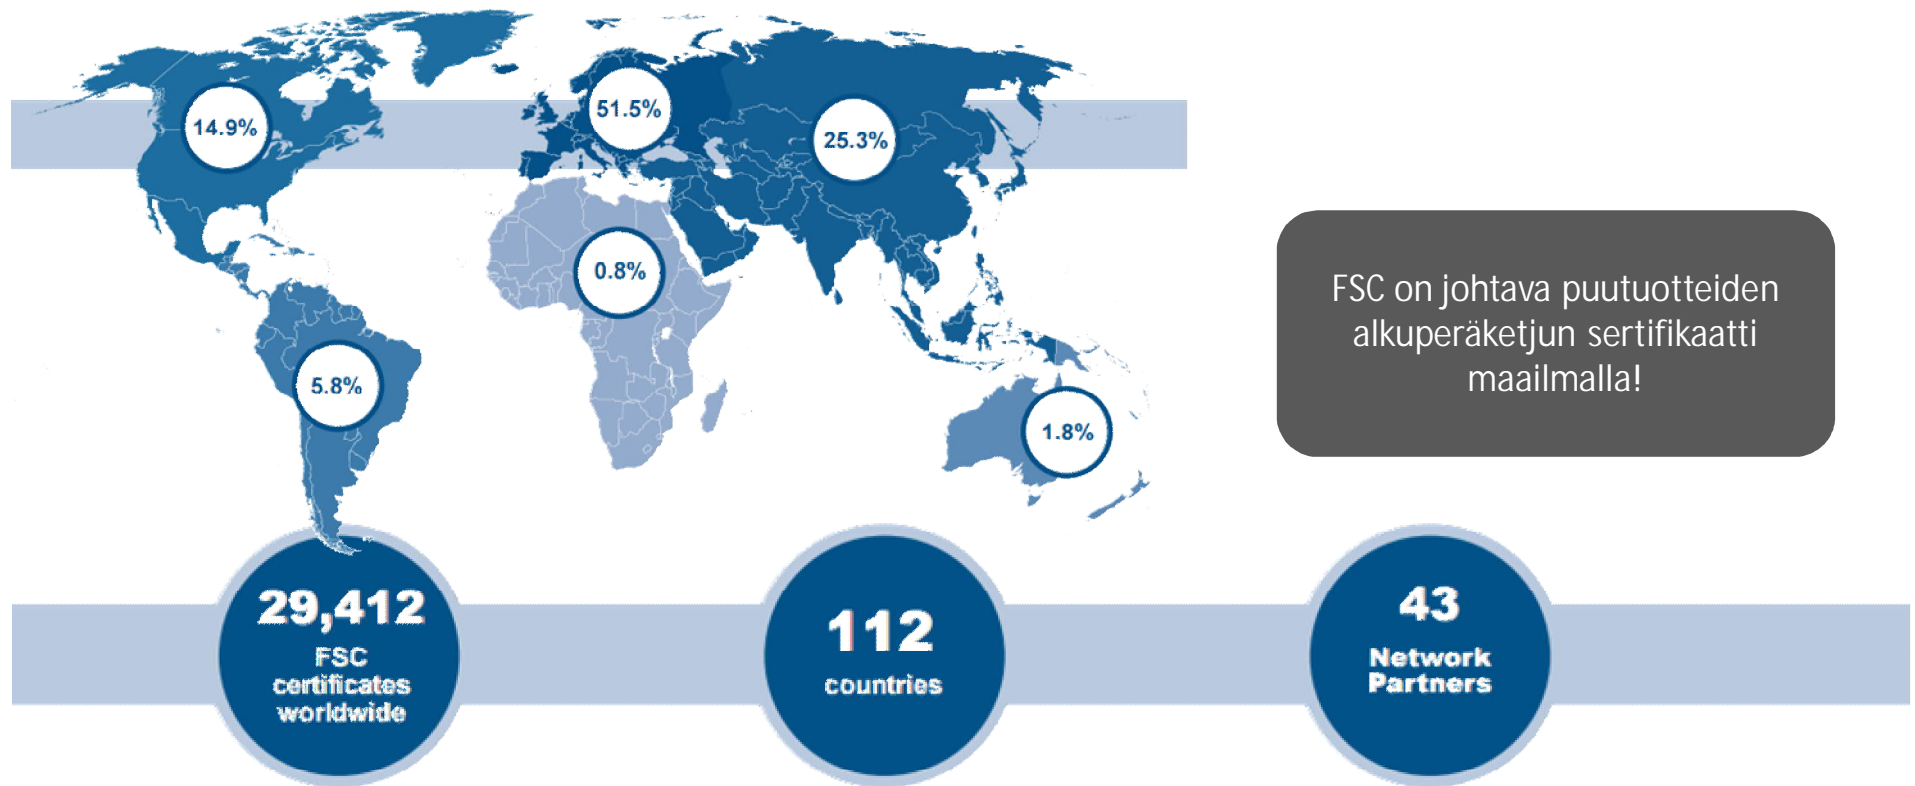 14.9%
51.5%
25.3%
0.8%
5.8%
1.8%
FSC on johtava puutuotteiden
alkuperäketjun sertifikaatti
maailmalla!
29,412
FSC
certificates
worldwide
112
countries
43
Network
Partners